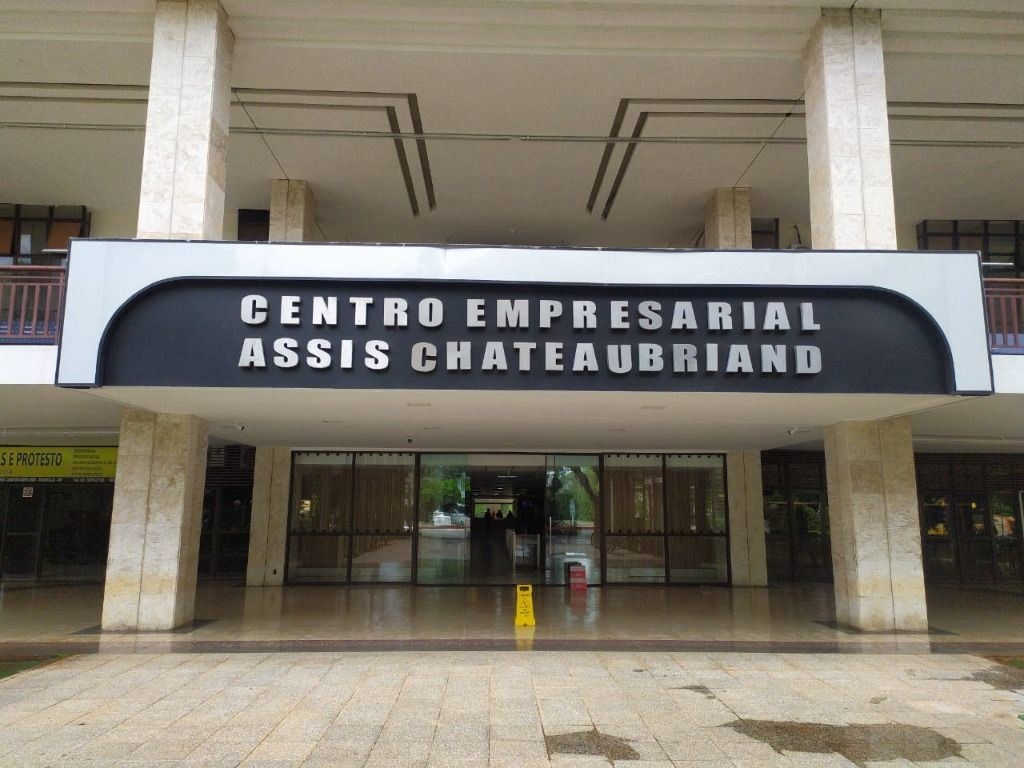 CENTRO EMPRESARIAL
ASSIS CHATEAUBRIAND
S E PROTESTO